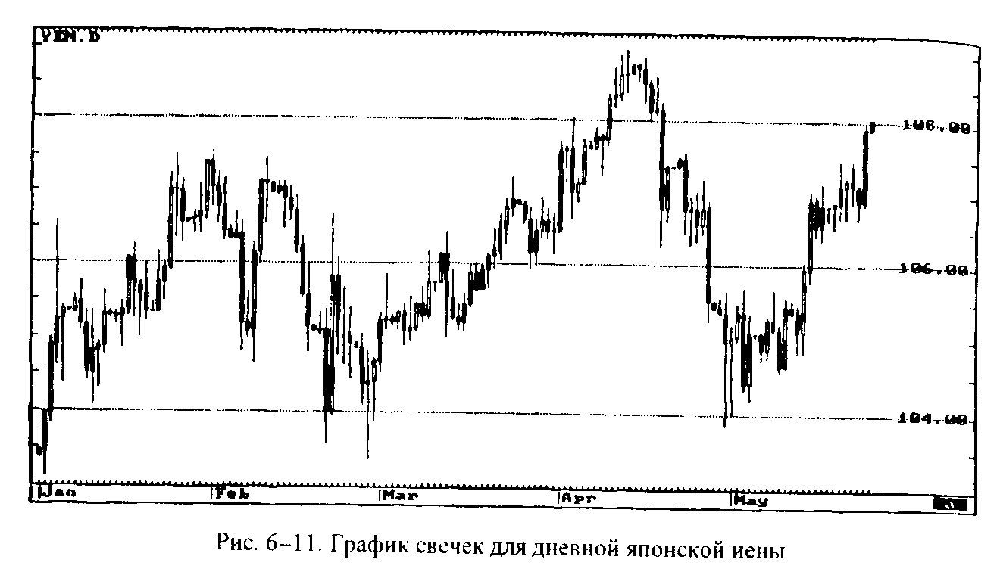 YEN.D
108.00
106.00
104.00
Jan Feb Mar Apr May
Рис. 6–11. График свечек для дневной японской иены